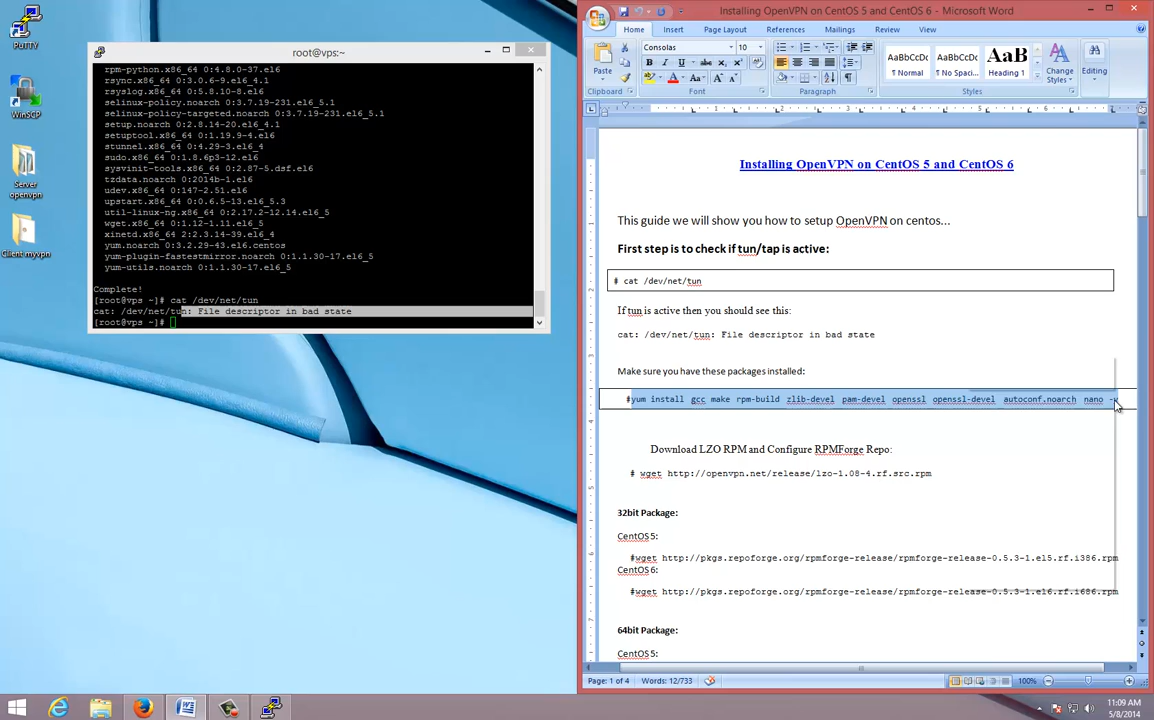 PuTTY
WinSCP
Server
openvpn
Client myvpn
root@vps:~
rpm-python.x86_64 0:4.8.0-37.el6
rsync.x86_64 0:3.0.6-9.el6_4.1
rsyslog.x86_64 0:5.8.10-8.el6
selinux-policy.noarch 0:3.7.19-231.el6_5.1
selinux-policy-targeted.noarch 0:3.7.19-231.el6_5.1
setup.noarch 0:2.8.14-20.el6_4.1
setuptool.x86_64 0:1.19.9-4.el6
stunnel.x86_64 0:4.29-3.el6_4
sudo.x86_64 0:1.8.6p3-12.el6
sysvinit-tools.x86_64 0:2.87-5.dsf.el6
tzdata.noarch 0:2014b-1.el6
udev.x86_64 0:147-2.51.el6
upstart.x86_64 0:0.6.5-13.el6_5.3
util-linux-ng.x86_64 0:2.17.2-12.14.el6_5
wget.x86_64 0:1.12-1.11.el6_5
xinetd.x86_64 2:2.3.14-39.el6_4
yum.noarch 0:3.2.29-43.el6.centos
yum-plugin-fastestmirror.noarch 0:1.1.30-17.el6_5
yum-utils.noarch 0:1.1.30-17.el6_5
Complete!
[root@vps ~]# cat /dev/net/tun
cat: /dev/net/tun: File descriptor in bad state
[root@vps ~]#
Installing OpenVPN on CentOS 5 and CentOS 6 - Microsoft Word
Home Insert Page Layout References Mailings Review View
Paste
Consolas 10
AaBbCcDc AaBbCcDc AaB
¶ Normal ¶ No Spaci... Heading 1
Change
Styles
Editing
Clipboard Font Paragraph Styles
Installing OpenVPN on CentOS 5 and CentOS 6
This guide we will show you how to setup OpenVPN on centos...
First step is to check if tun/tap is active:
# cat /dev/net/tun
If tun is active then you should see this:
cat: /dev/net/tun: File descriptor in bad state
Make sure you have these packages installed:
#yum install gcc make rpm-build zlib-devel pam-devel openssl openssl-devel autoconf.noarch nano -y
Download LZO RPM and Configure RPMForge Repo:
# wget http://openvpn.net/release/lzo-1.08-4.rf.src.rpm
32bit Package:
CentOS 5:
#wget http://pkgs.repoforge.org/rpmforge-release/rpmforge-release-0.5.3-1.el5.rf.i386.rpm
CentOS 6:
#wget http://pkgs.repoforge.org/rpmforge-release/rpmforge-release-0.5.3-1.el6.rf.i686.rpm
64bit Package:
CentOS 5:
Page: 1 of 4 Words: 12/733 100%
11:09 AM
5/8/2014